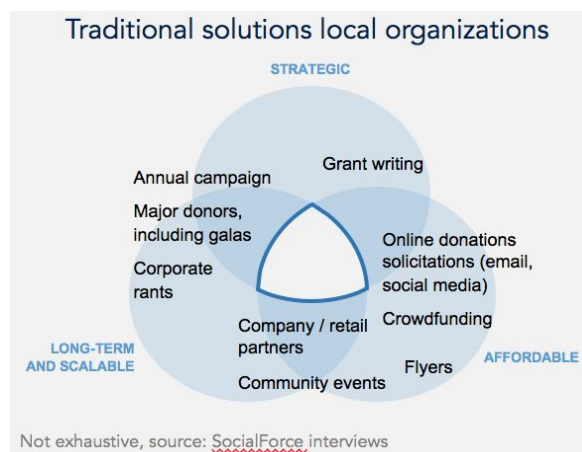 Traditional solutions local organizations
STRATEGIC
Grant writing
Annual campaign
Major donors,
including galas
Corporate
rants
Online donations
solicitations (email,
social media)
Crowdfunding
Company / retail
partners
Flyers
Community events
LONG-TERM
AND SCALABLE
AFFORDABLE
Not exhaustive, source: SocialForce interviews